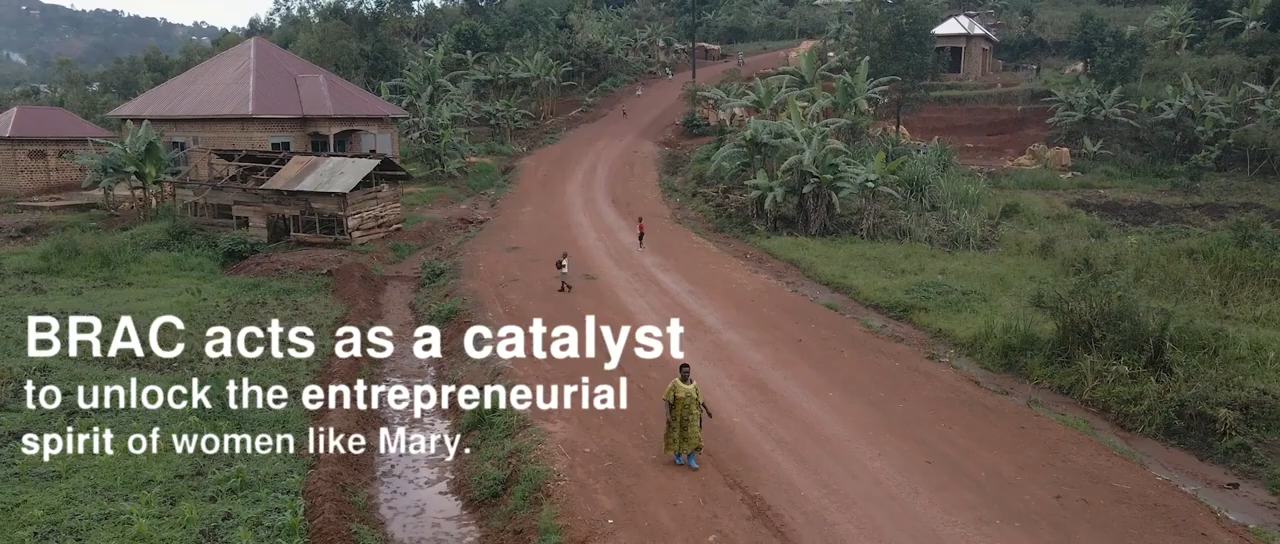 BRAC acts as a catalyst
to unlock the entrepreneurial
spirit of women like Mary.